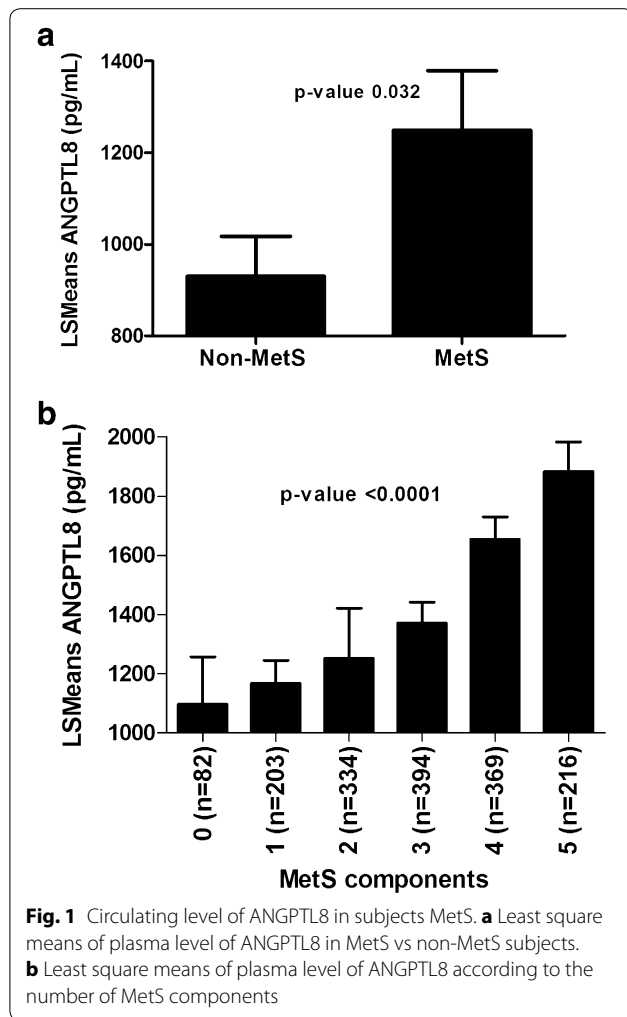 a
LSMeans ANGPTL8 (pg/mL)
1400
1200
1000
800
p-value 0.032
Non-MetS
MetS
b
LSMeans ANGPTL8 (pg/mL)
2000
1800
1600
1400
1200
1000
p-value <0.0001
0 (n=82)
1 (n=203)
2 (n=334)
3 (n=394)
4 (n=369)
5 (n=216)
MetS components
Fig. 1 Circulating level of ANGPTL8 in subjects MetS. a Least square
means of plasma level of ANGPTL8 in MetS vs non-MetS subjects.
b Least square means of plasma level of ANGPTL8 according to the
number of MetS components